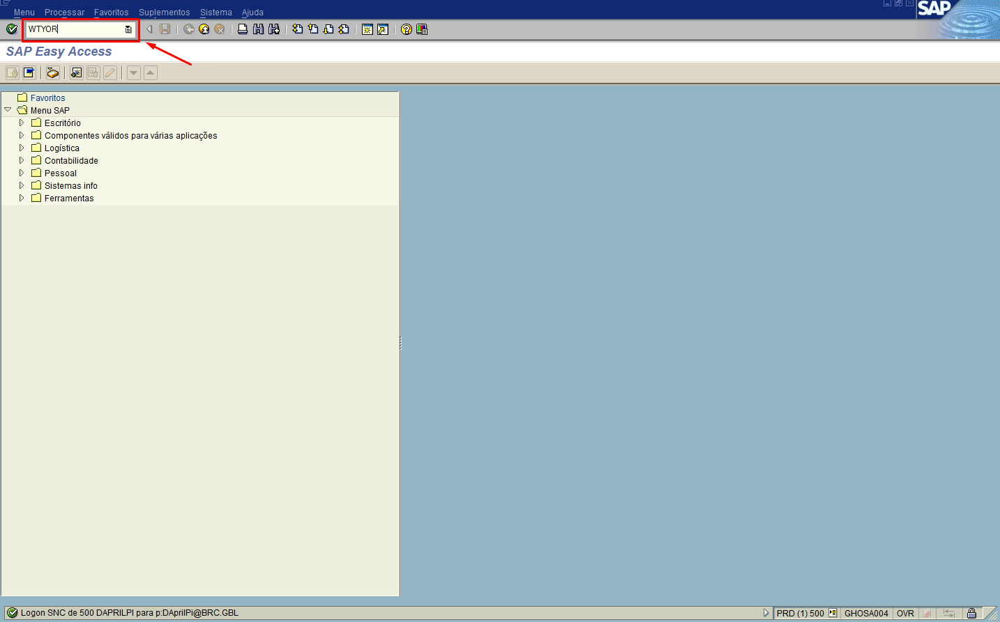 Menu Processar Favoritos Suplementos Sistema Ajuda
SAP
WTYOR
SAP Easy Access
Favoritos
Menu SAP
Escritório
Componentes válidos para várias aplicações
Logística
Contabilidade
Pessoal
Sistemas info
Ferramentas
Logon SNC de 500 DAPRILPI para p:DAprilPi@BRC.GBL
PRD (1) 500 GHOSA004 OVR